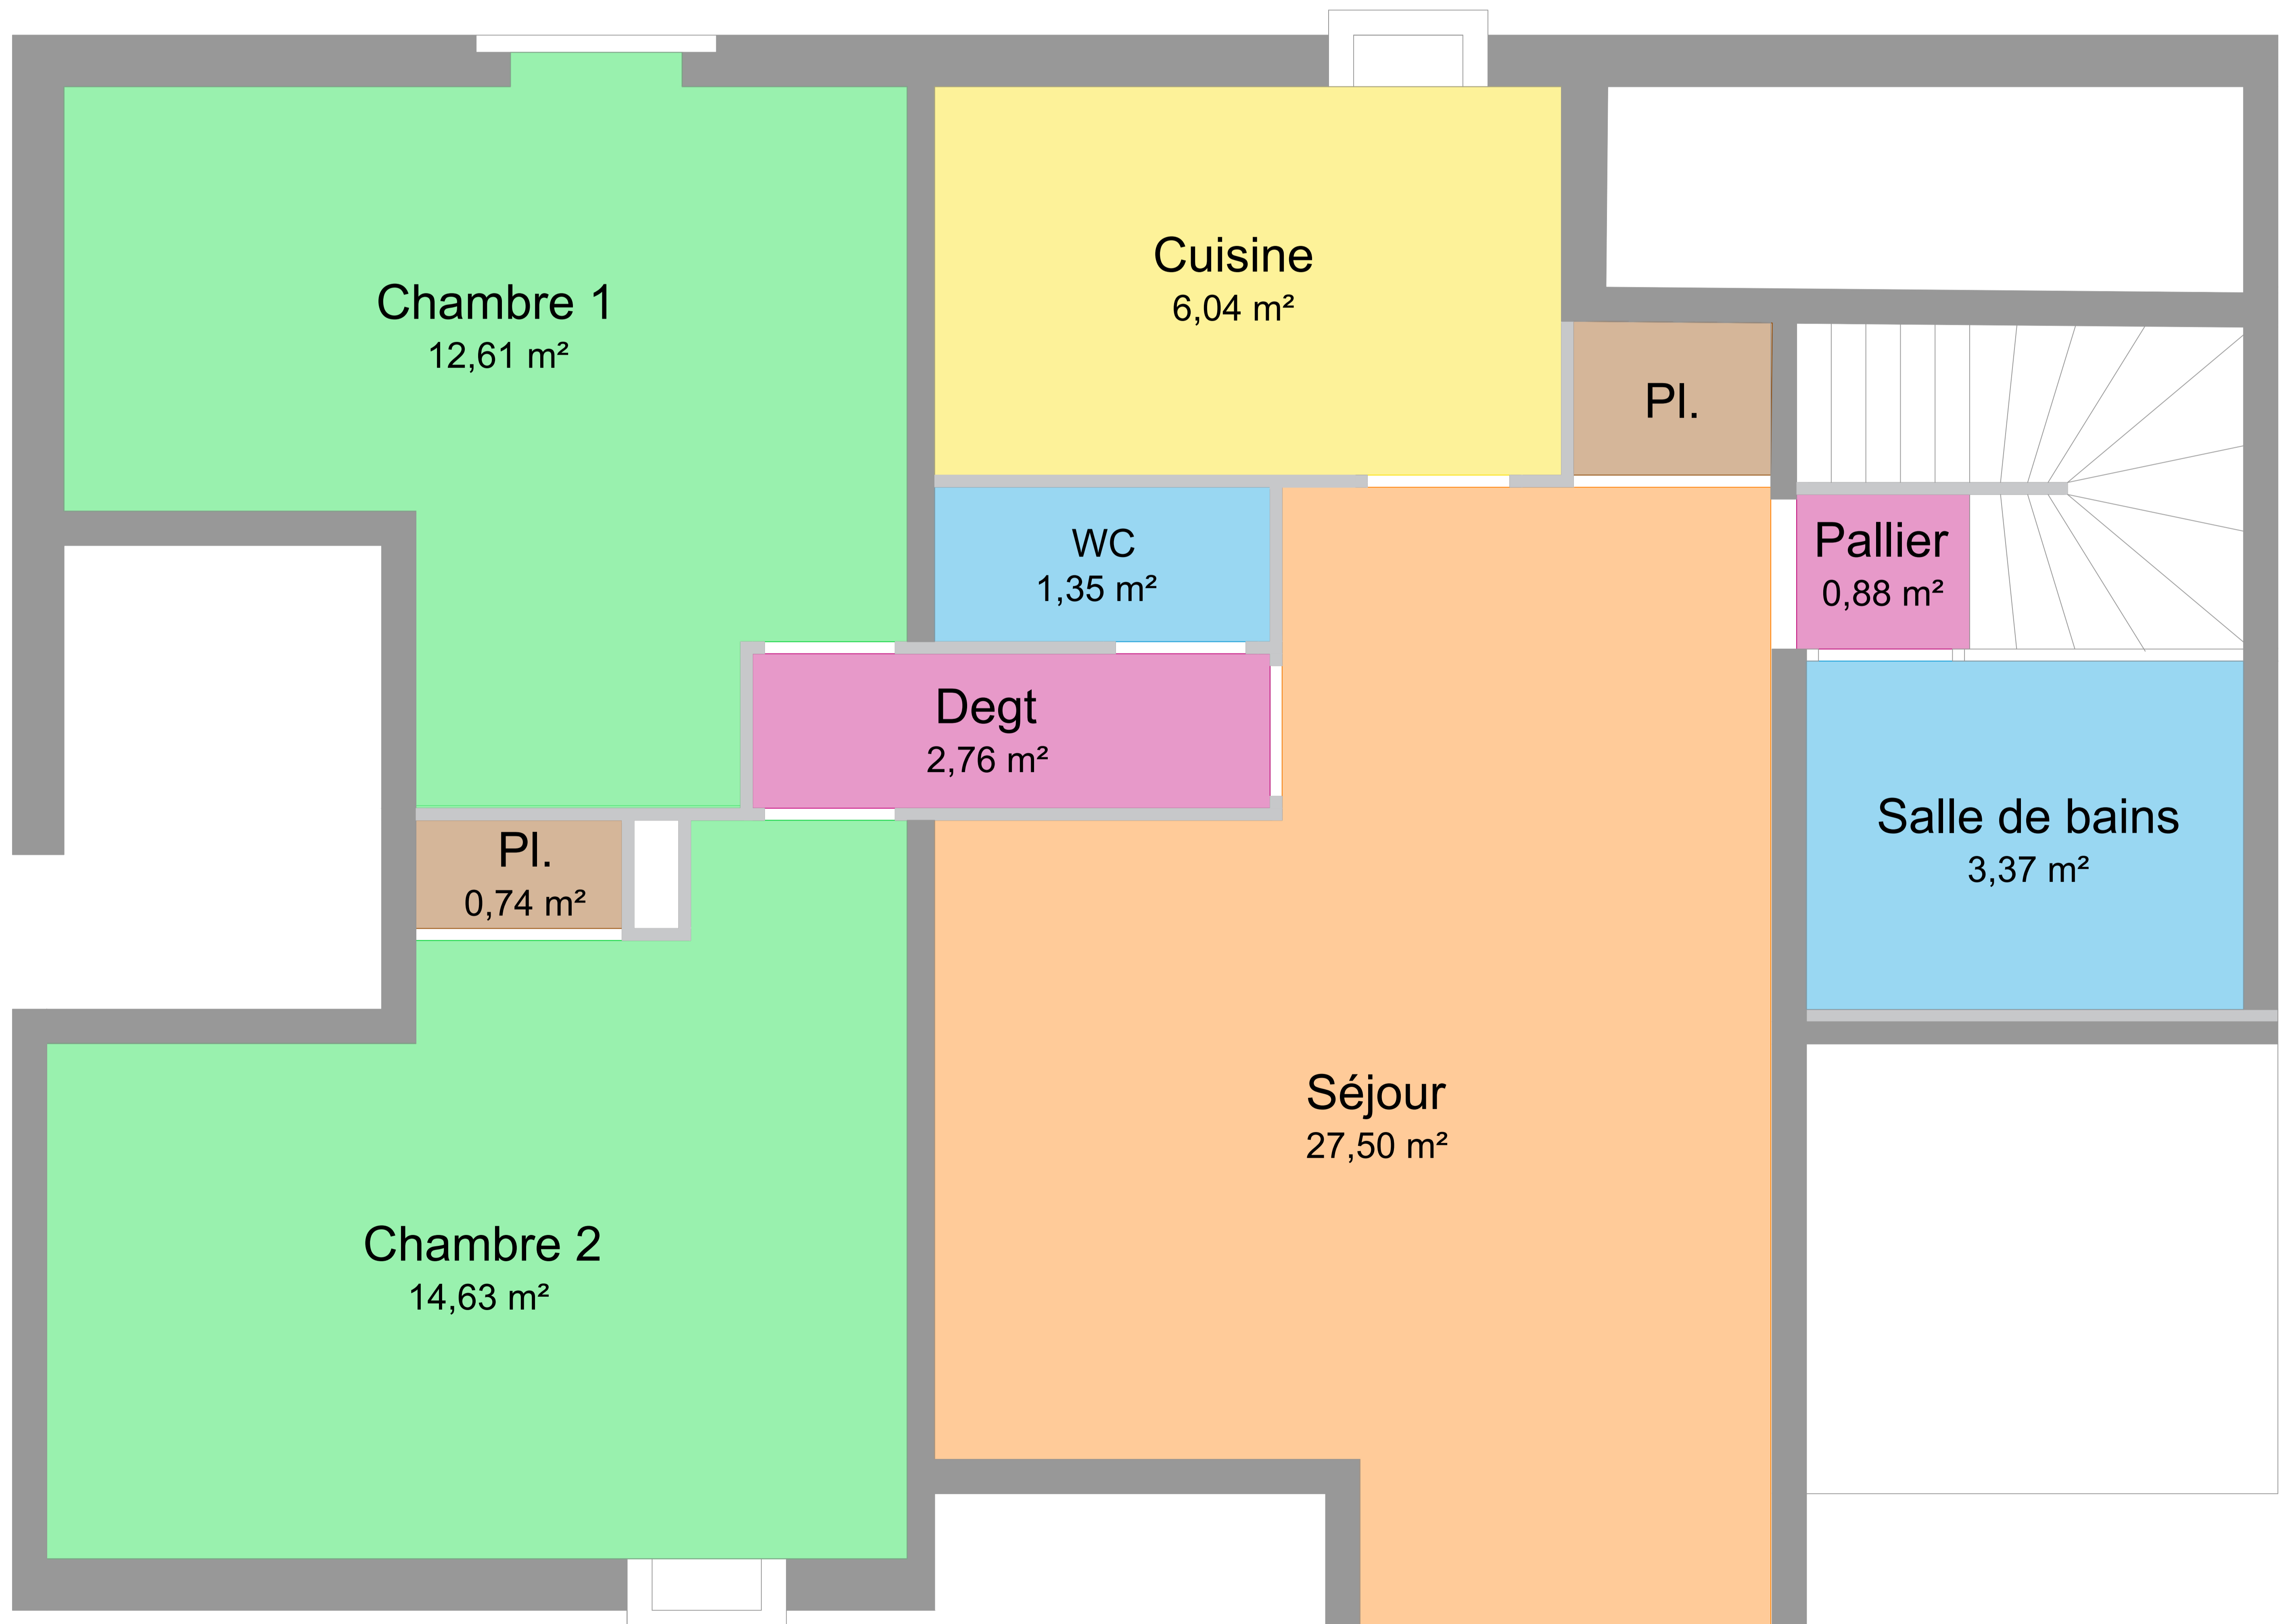 Chambre 1
12,61 m²
Cuisine
6,04 m²
Pl.
WC
1,35 m²
Pallier
0,88 m²
Degt
2,76 m²
Salle de bains
3,37 m²
Pl.
0,74 m²
Séjour
27,50 m²
Chambre 2
14,63 m²